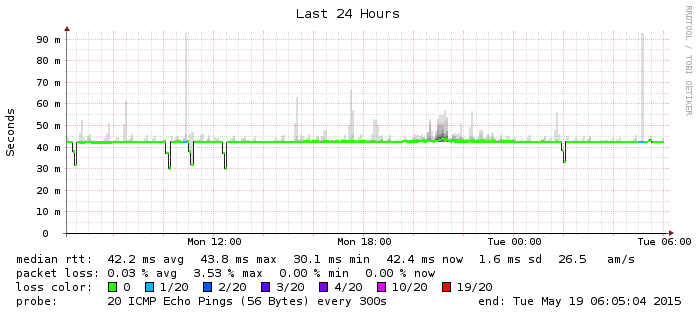 Last 24 Hours
RRDTOOL / TOBI OETIKER
Seconds
90 m
80 m
70 m
60 m
50 m
40 m
30 m
20 m
10 m
0
Mon 12:00 Mon 18:00 Tue 00:00 Tue 06:00
median rtt: 42.2 ms avg 43.8 ms max 30.1 ms min 42.4 ms now 1.6 ms sd 26.5 am/s
packet loss: 0.03 % avg 3.53 % max 0.00 % min 0.00 % now
loss color: 0 1/20 2/20 3/20 4/20 10/20 19/20
probe: 20 ICMP Echo Pings (56 Bytes) every 300s end: Tue May 19 06:05:04 2015